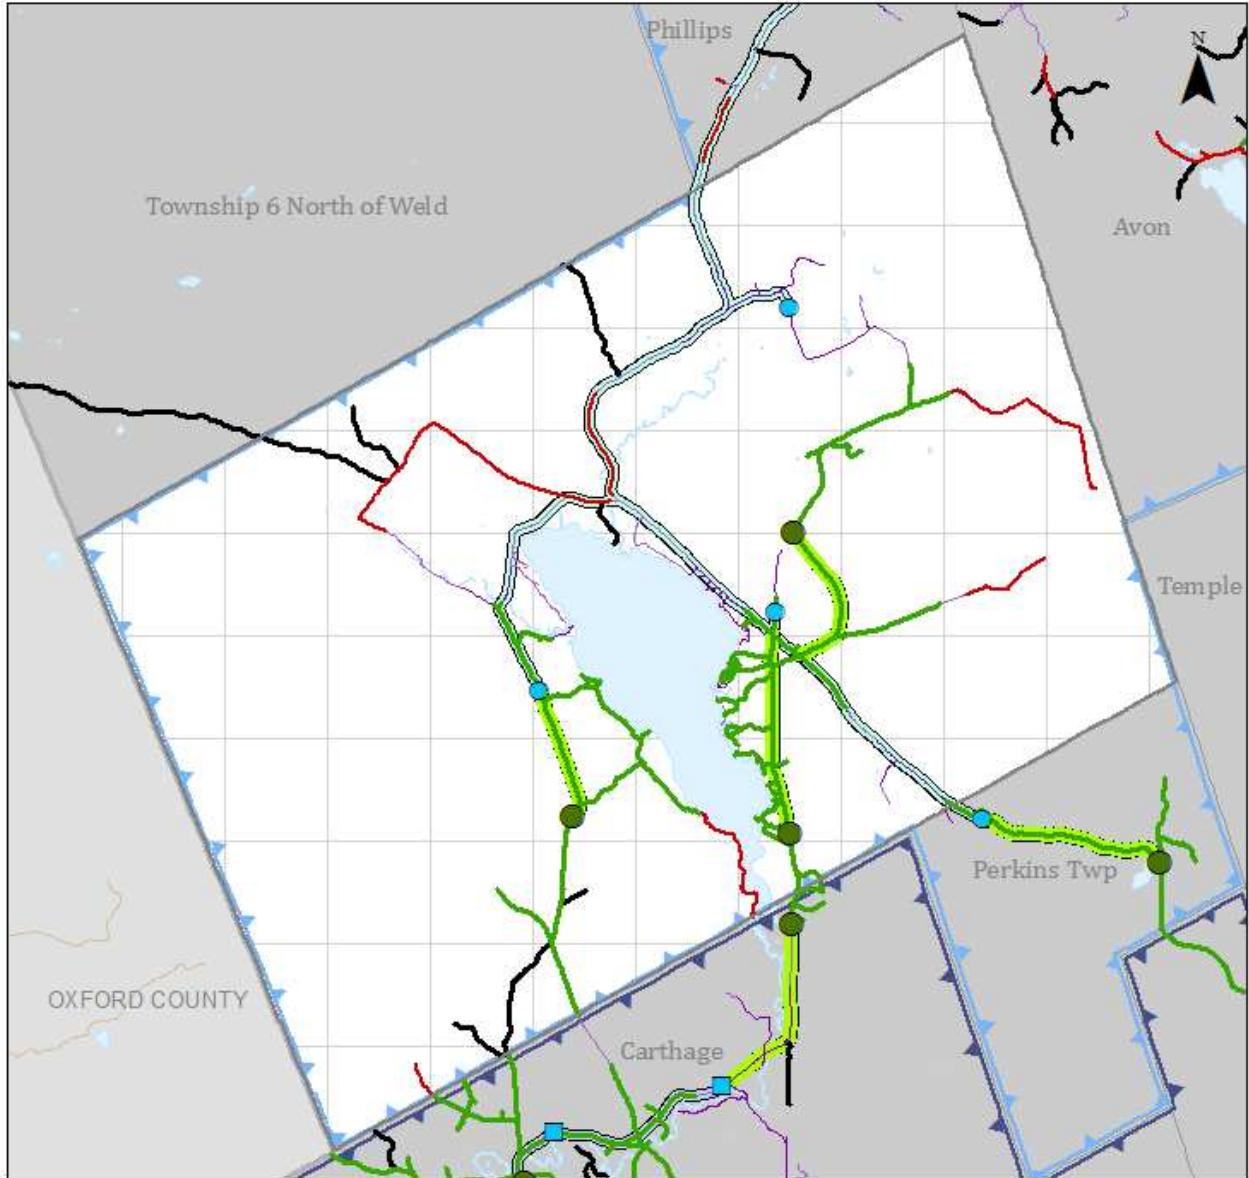 Phillips
N
Township 6 North of Weld
Avon
Temple
Perkins Twp
OXFORD COUNTY
Carthage